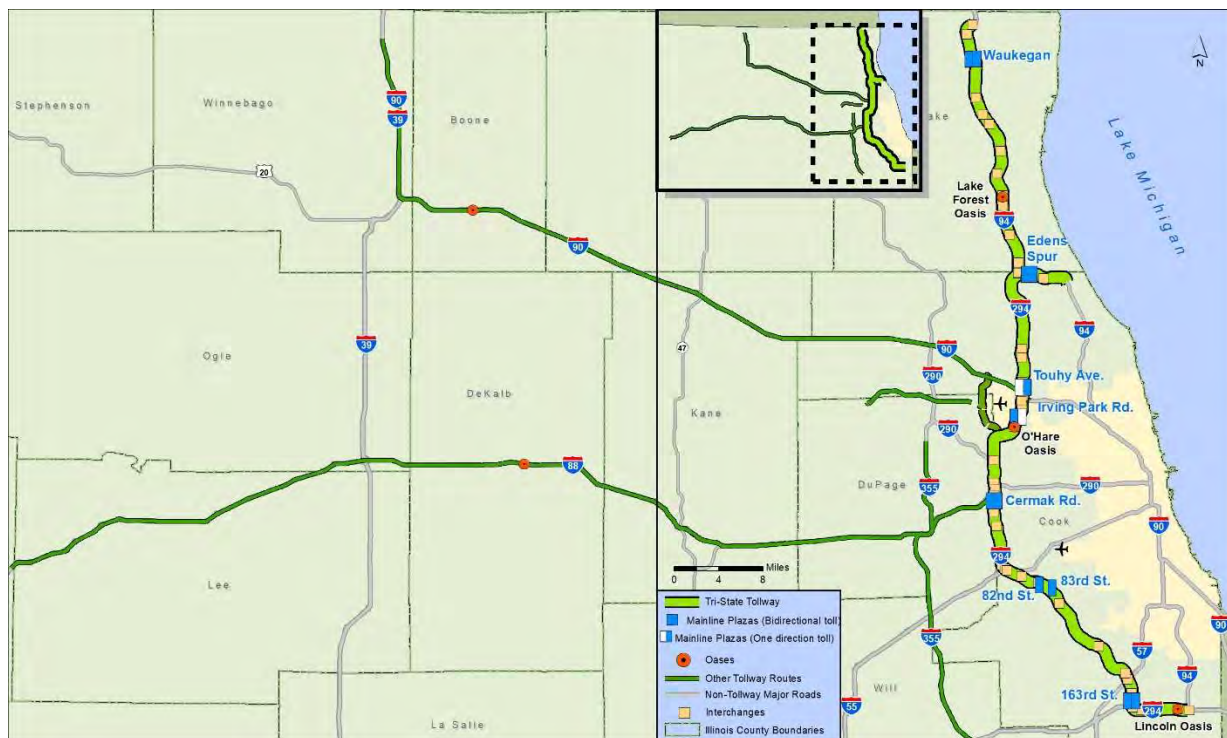 Stephenson
Winnebago
Boone
ake
90
39
20
90
39
Ogle
DeKalb
Kane
47
88
Lee
La Salle
Waukegan
Lake
Forest
Oasis
94
Edens
Spur
294
94
Lake Michigan
N
90
290
Touhy Ave.
Irving Park Rd.
O'Hare
Oasis
290
355
DuPage
290
90
Cermak Rd.
Cook
294
83rd St.
82nd St.
355
57
90
94
163rd St.
294
Lincoln Oasis
Will
55
Miles
0 4 8
Tri-State Tollway
Mainline Plazas (Bidirectional toll)
Mainline Plazas (One direction toll)
Oases
Other Tollway Routes
Non-Tollway Major Roads
Interchanges
Illinois County Boundaries